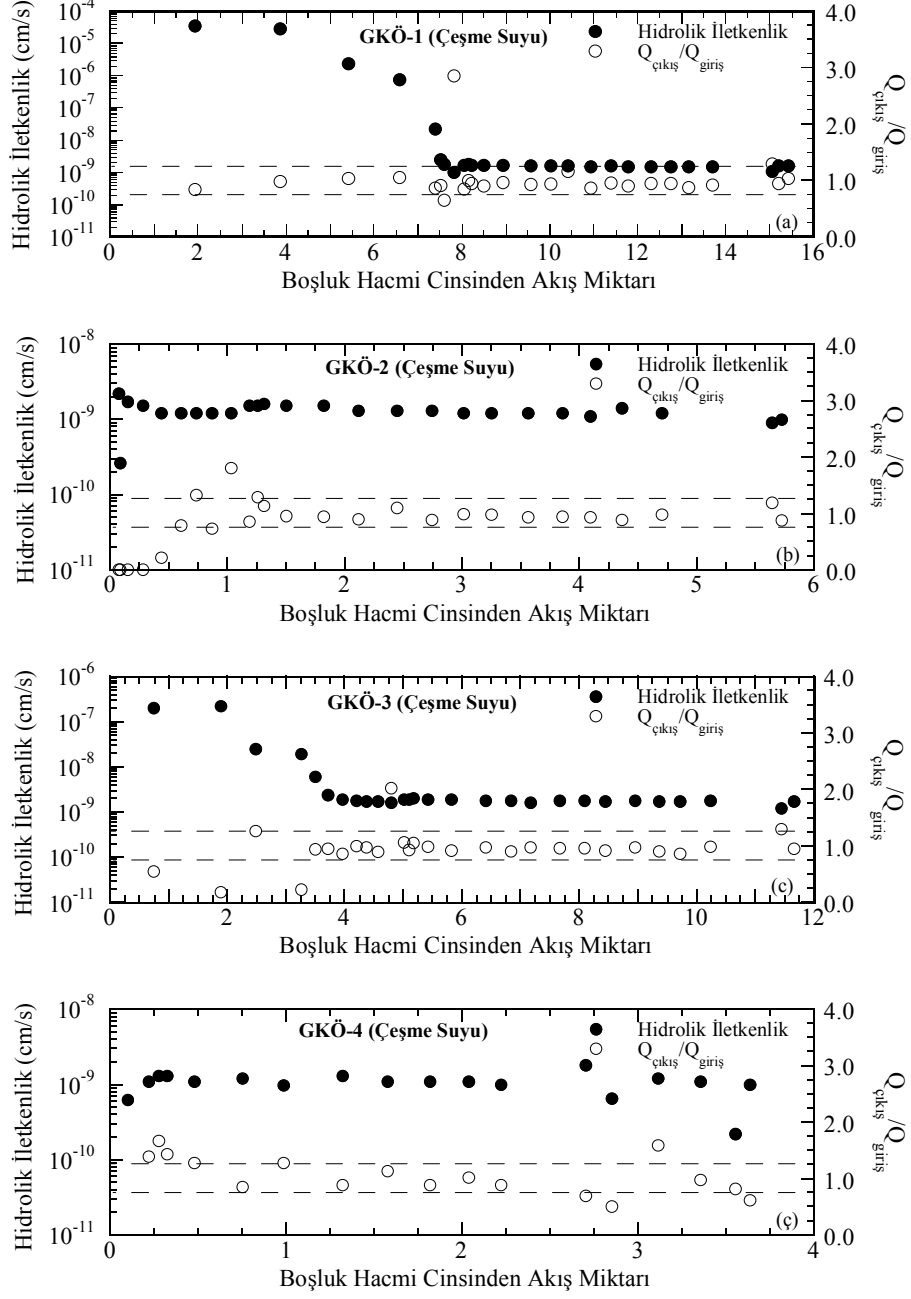 GKÖ-1 (Çeşme Suyu)
Hidrolik İletkenlik
Q_çıkış/Q_giriş
Hidrolik İletkenlik (cm/s)
10^-4
10^-5
10^-6
10^-7
10^-8
10^-9
10^-10
10^-11
4.0
3.0
2.0
1.0
0.0
Q_çıkış/Q_giriş
(a)
0 2 4 6 8 10 12 14 16
Boşluk Hacmi Cinsinden Akış Miktarı
GKÖ-2 (Çeşme Suyu)
Hidrolik İletkenlik
Q_çıkış/Q_giriş
Hidrolik İletkenlik (cm/s)
10^-8
10^-9
10^-10
10^-11
4.0
3.0
2.0
1.0
0.0
Q_çıkış/Q_giriş
(b)
0 1 2 3 4 5 6
Boşluk Hacmi Cinsinden Akış Miktarı
GKÖ-3 (Çeşme Suyu)
Hidrolik İletkenlik
Q_çıkış/Q_giriş
Hidrolik İletkenlik (cm/s)
10^-6
10^-7
10^-8
10^-9
10^-10
10^-11
4.0
3.0
2.0
1.0
0.0
Q_çıkış/Q_giriş
(c)
0 2 4 6 8 10 12
Boşluk Hacmi Cinsinden Akış Miktarı
GKÖ-4 (Çeşme Suyu)
Hidrolik İletkenlik
Q_çıkış/Q_giriş
Hidrolik İletkenlik (cm/s)
10^-8
10^-9
10^-10
10^-11
4.0
3.0
2.0
1.0
0.0
Q_çıkış/Q_giriş
(ç)
0 1 2 3 4
Boşluk Hacmi Cinsinden Akış Miktarı